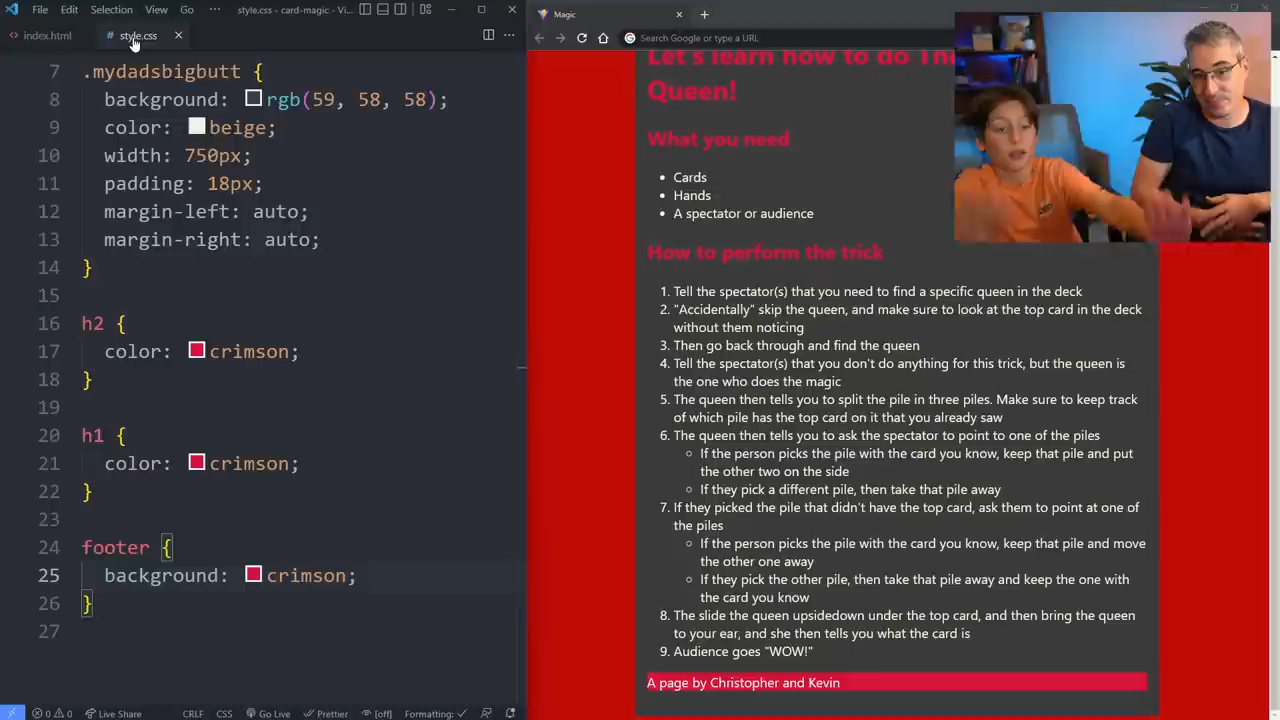 File Edit Selection View Go ··· style.css - card-magic - Vi...
index.html # style.css
7 .mydadsbigbutt {
8 background: rgb(59, 58, 58);
9 color: beige;
10 width: 750px;
11 padding: 18px;
12 margin-left: auto;
13 margin-right: auto;
14 }
15
16 h2 {
17 color: crimson;
18 }
19
20 h1 {
21 color: crimson;
22 }
23
24 footer {
25 background: crimson;
26 }
27
0 0 Live Share CRLF CSS Go Live Prettier [off] Formatting:
Magic
Search Google or type a URL
Let's learn how to do
Queen!
What you need
• Cards
• Hands
• A spectator or audience
How to perform the trick
1. Tell the spectator(s) that you need to find a specific queen in the deck
2. "Accidentally" skip the queen, and make sure to look at the top card in the deck
without them noticing
3. Then go back through and find the queen
4. Tell the spectator(s) that you don't do anything for this trick, but the queen is
the one who does the magic
5. The queen then tells you to split the pile in three piles. Make sure to keep track
of which pile has the top card on it that you already saw
6. The queen then tells you to ask the spectator to point to one of the piles
○ If the person picks the pile with the card you know, keep that pile and put
the other two on the side
○ If they pick a different pile, then take that pile away
7. If they picked the pile that didn't have the top card, ask them to point at one of
the piles
○ If the person picks the pile with the card you know, keep that pile and move
the other one away
○ If they pick the other pile, then take that pile away and keep the one with
the card you know
8. The slide the queen upsidedown under the top card, and then bring the queen
to your ear, and she then tells you what the card is
9. Audience goes "WOW!"
A page by Christopher and Kevin